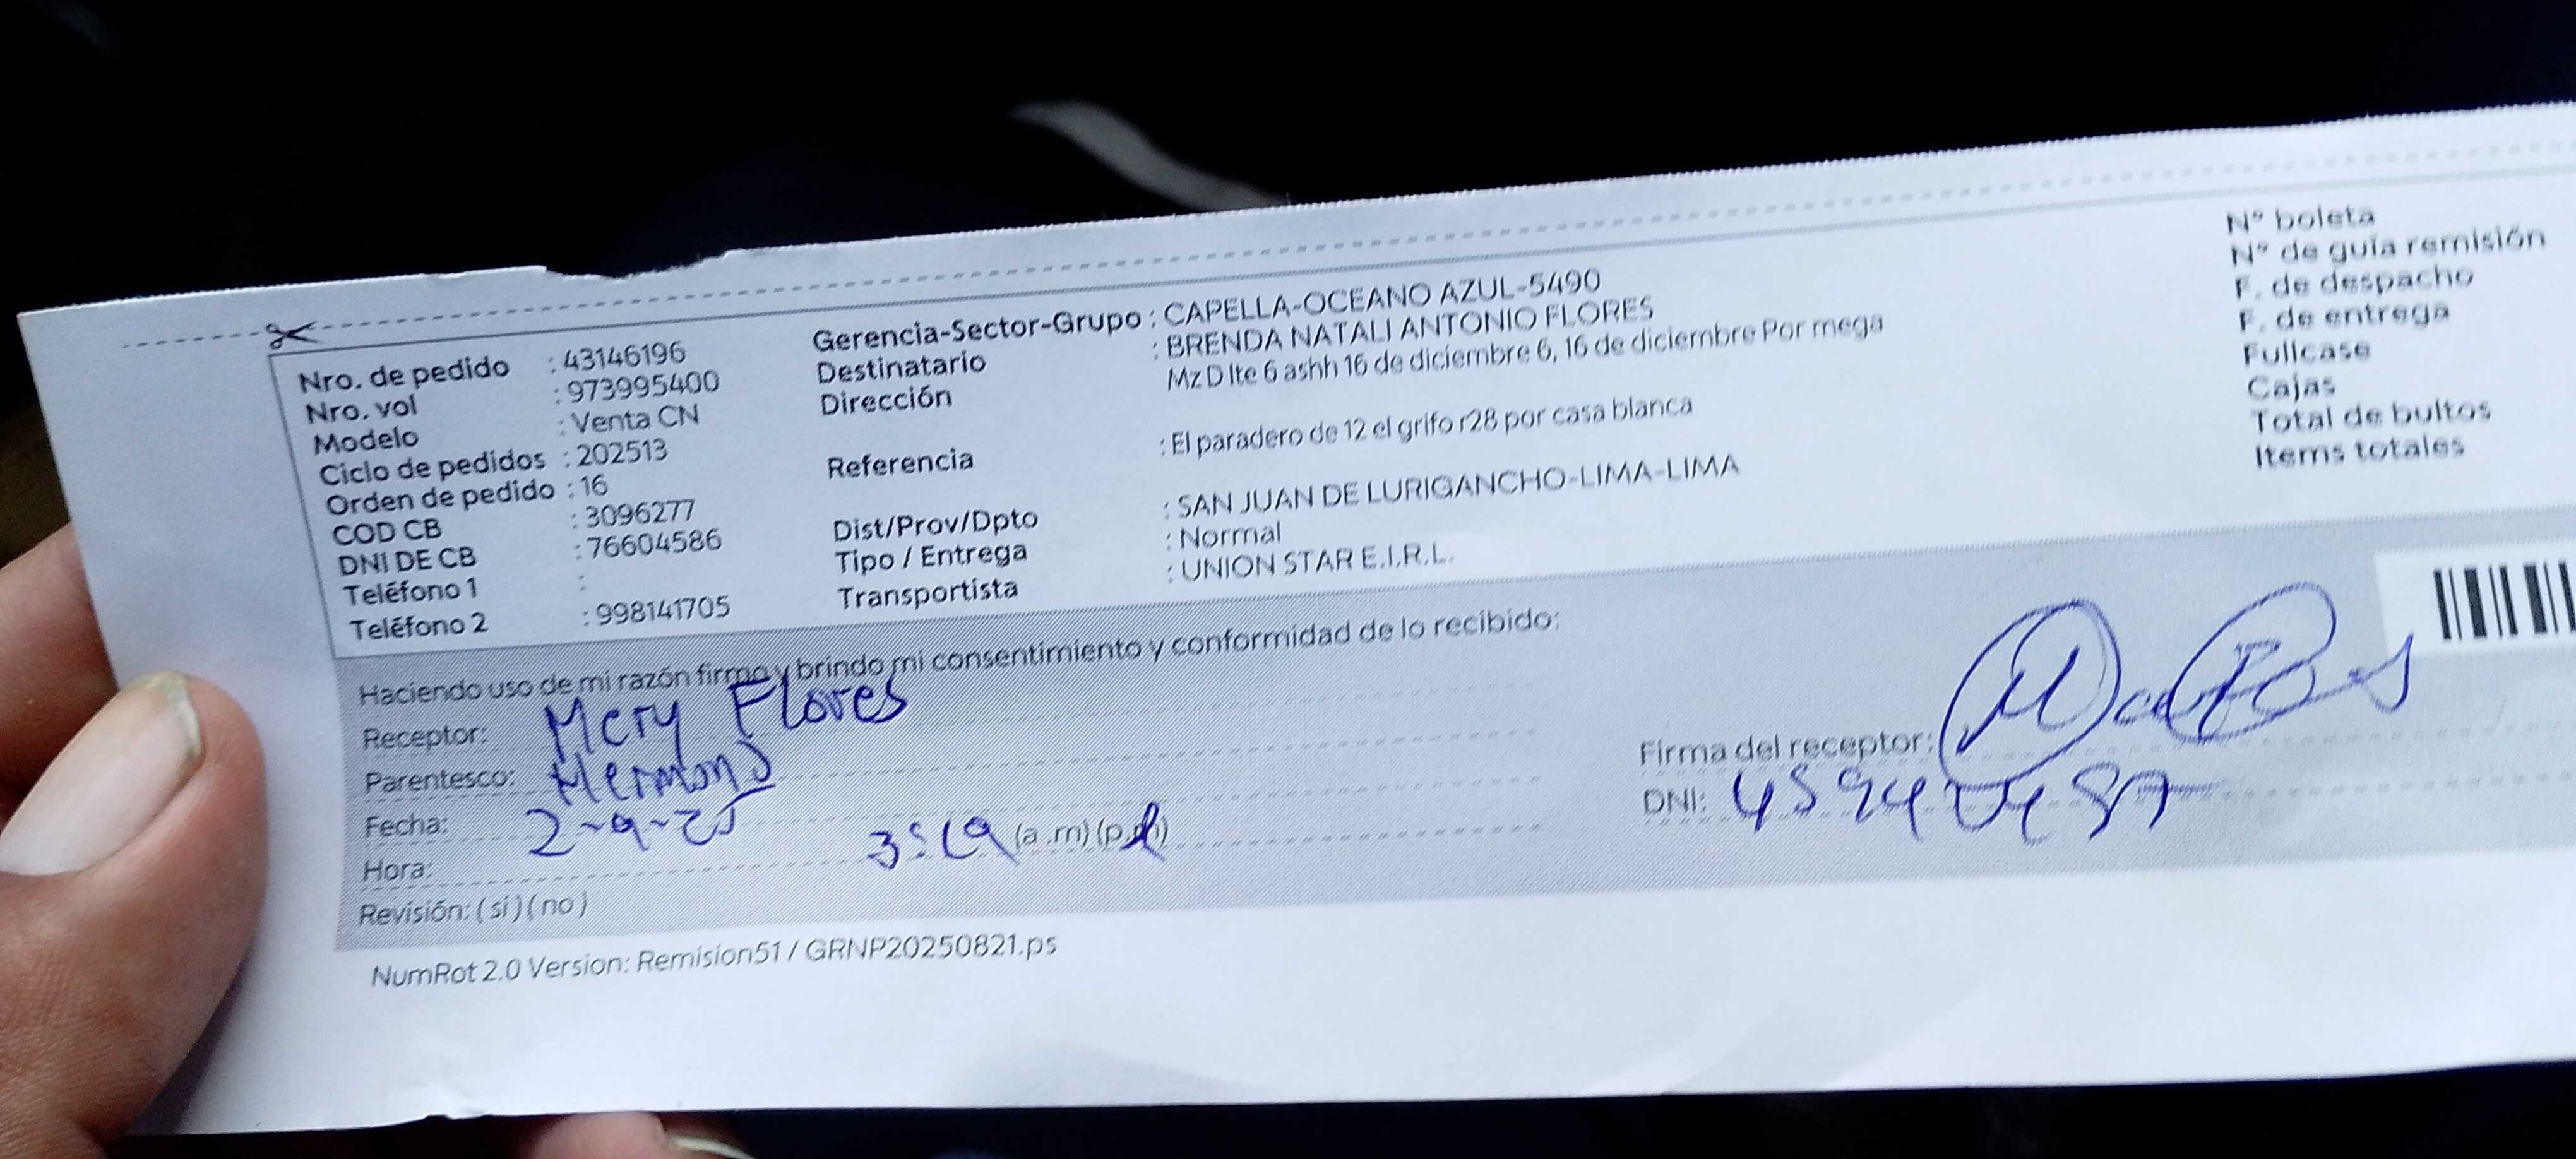 Nro. de pedido : 43146196
Nro. vol : 973995400
Modelo : Venta CN
Ciclo de pedidos : 202513
Orden de pedido : 16
COD CB : 3096277
DNI DE CB : 76604586
Teléfono 1 :
Teléfono 2 : 998141705
Gerencia-Sector-Grupo : CAPELLA-OCEANO AZUL-5490
Destinatario : BRENDA NATALI ANTONIO FLORES
Dirección Mz D lte 6 ashh 16 de diciembre 6, 16 de diciembre Por mega
Referencia : El paradero de 12 el grifo r28 por casa blanca
Dist/Prov/Dpto : SAN JUAN DE LURIGANCHO-LIMA-LIMA
Tipo / Entrega : Normal
Transportista : UNION STAR E.I.R.L.
N° boleta
N° de guía remisión
F. de despacho
F. de entrega
Fullcase
Cajas
Total de bultos
Items totales
Haciendo uso de mi razón firmo y brindo mi consentimiento y conformidad de lo recibido:
Receptor: Mery Flores
Parentesco: Hermana
Fecha: 2-9-25
Hora: (a.m) (p.m)
Revisión: ( si ) ( no )
Firma del receptor:
DNI:
NumRot 2.0 Version: Remision51 / GRNP20250821.ps